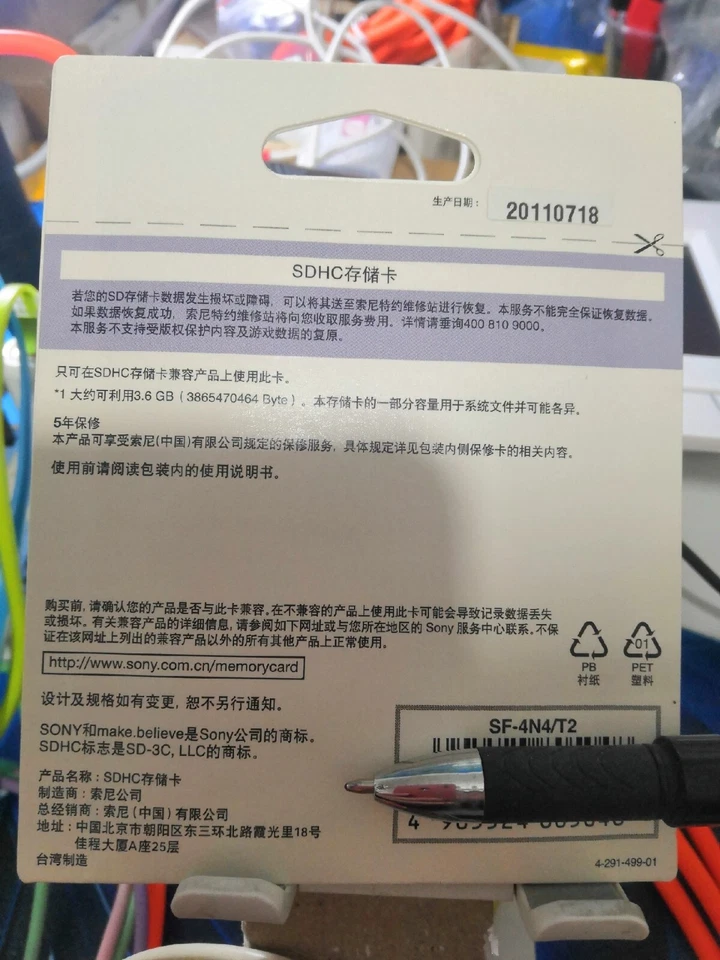 生产日期：
20110718
SDHC存储卡
若您的SD存储卡数据发生损坏或障碍，可以将其送至索尼特约维修站进行恢复。本服务不能完全保证恢复数据。
如果数据恢复成功，索尼特约维修站将向您收取服务费用。详情请垂询400 810 9000。
本服务不支持受版权保护内容及游戏数据的复原。
只可在SDHC存储卡兼容产品上使用此卡。
*1 大约可利用3.6 GB（3865470464 Byte）。本存储卡的一部分容量用于系统文件并可能各异。
5年保修
本产品可享受索尼(中国)有限公司规定的保修服务，具体规定详见包装内侧保修卡的相关内容。
使用前请阅读包装内的使用说明书。
购买前,请确认您的产品是否与此卡兼容。在不兼容的产品上使用此卡可能会导致记录数据丢失
或损坏。有关兼容产品的详细信息,请参阅如下网址或与您所在地区的 Sony 服务中心联系。不保
证在该网址上列出的兼容产品以外的所有其他产品上正常使用。
http://www.sony.com.cn/memorycard
PB
衬纸
01
PET
塑料
设计及规格如有变更，恕不另行通知。
SONY和make.believe是Sony公司的商标。
SDHC标志是SD-3C, LLC的商标。
SF-4N4/T2
产品名称：SDHC存储卡
制造商：索尼公司
总经销商：索尼（中国）有限公司
地址：中国北京市朝阳区东三环北路霞光里18号
佳程大厦A座25层
台湾制造
4
4-291-499-01